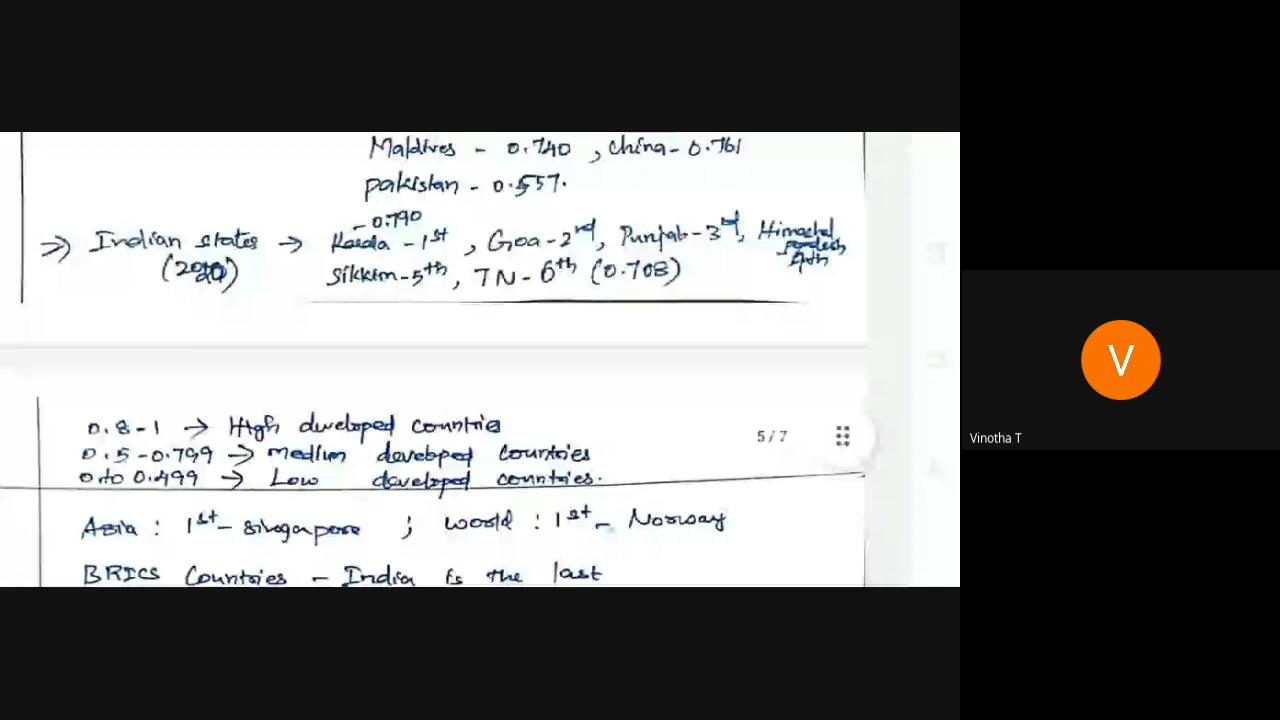 Maldives - 0.740 , China - 0.761
pakistan - 0.557.
- 0.790
⇒ Indian states → Kerala - 1st , Goa - 2nd, Punjab - 3rd, Himachal
pradesh
4th
(2020) Sikkim - 5th , TN - 6th (0.708)
0.8 - 1 → High developed countries
0.5 - 0.799 → medium developed countries
0 to 0.499 → Low developed countries.
5 / 7
Asia : 1st - singapore ; world : 1st - Norway
BRICS Countries - India is the last
V
Vinotha T